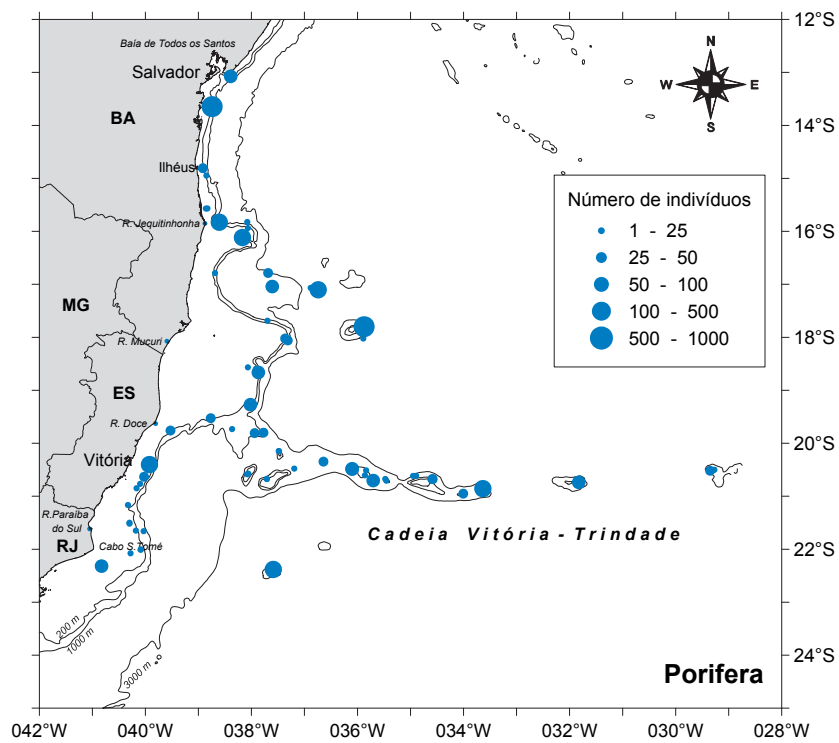 12°S
Baía de Todos os Santos
N
Salvador
W
E
S
BA
14°S
Ilhéus
Número de indivíduos
1 - 25
25 - 50
50 - 100
100 - 500
500 - 1000
R. Jequitinhonha
16°S
MG
18°S
R. Mucuri
ES
R. Doce
Vitória
20°S
R.Paraíba
do Sul
RJ
Cabo S.Tomé
Cadeia Vitória - Trindade
22°S
200 m
1000 m
3000 m
24°S
Porifera
042°W 040°W 038°W 036°W 034°W 032°W 030°W 28°W